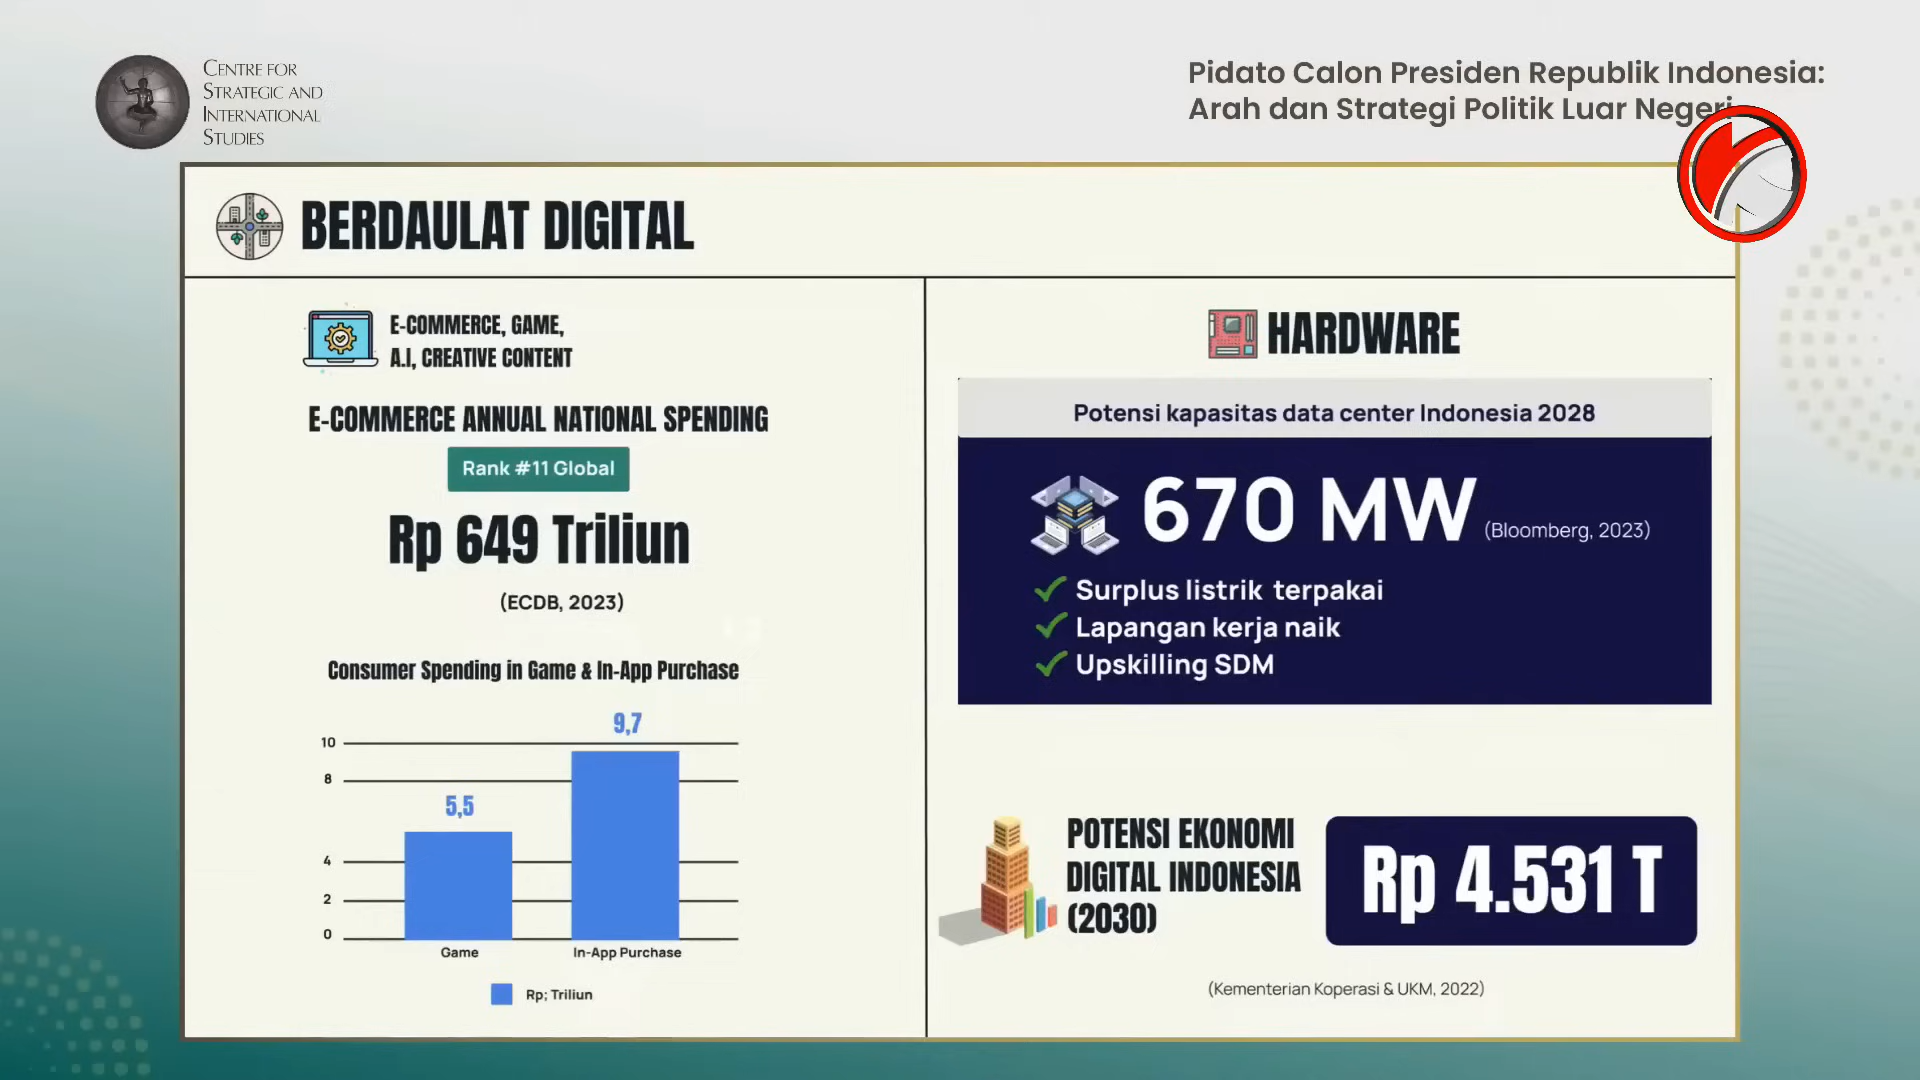 CENTRE FOR
STRATEGIC AND
INTERNATIONAL
STUDIES
Pidato Calon Presiden Republik Indonesia:
Arah dan Strategi Politik Luar Negeri
BERDAULAT DIGITAL
E-COMMERCE, GAME,
A.I, CREATIVE CONTENT
E-COMMERCE ANNUAL NATIONAL SPENDING
Rank #11 Global
Rp 649 Triliun
(ECDB, 2023)
Consumer Spending in Game & In-App Purchase
10
8
4
2
0
5,5
9,7
Game
In-App Purchase
Rp; Triliun
HARDWARE
Potensi kapasitas data center Indonesia 2028
670 MW (Bloomberg, 2023)
Surplus listrik terpakai
Lapangan kerja naik
Upskilling SDM
POTENSI EKONOMI
DIGITAL INDONESIA
(2030)
Rp 4.531 T
(Kementerian Koperasi & UKM, 2022)